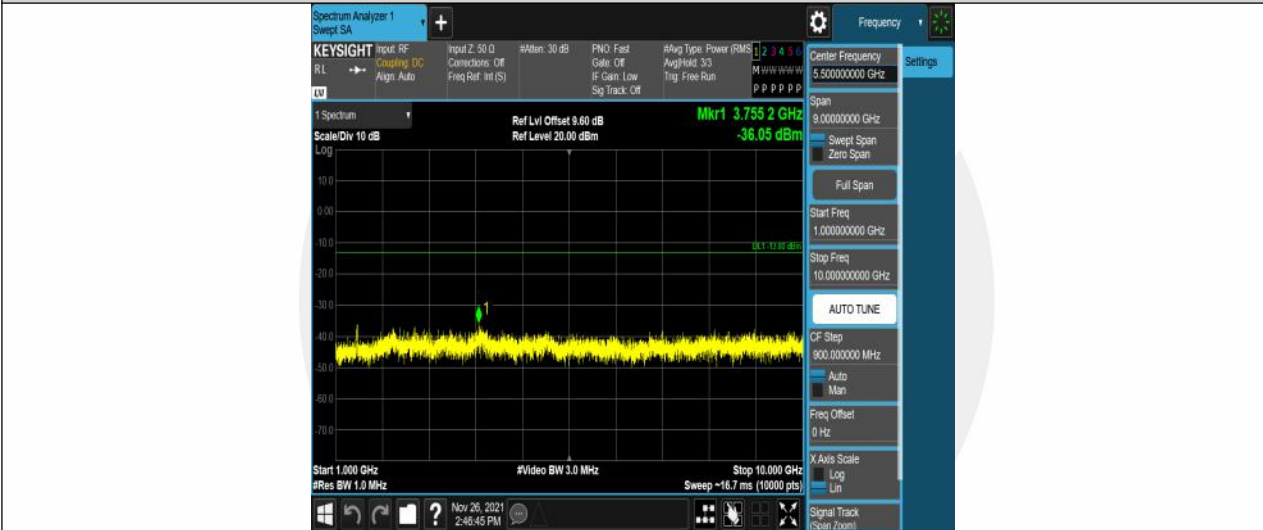 Spectrum Analyzer 1
Swept SA
+
Frequency
KEYSIGHT
RL
LV
Input: RF
Coupling: DC
Align: Auto
Input Z: 50 Ω
Corrections: Off
Freq Ref: Int (S)
#Atten: 30 dB
PNO: Fast
Gate: Off
IF Gain: Low
Sig Track: Off
#Avg Type: Power (RMS
Avg|Hold: 3/3
Trig: Free Run
1 2 3 4 5 6
M W W W W W
P P P P P P
1 Spectrum
Scale/Div 10 dB
Log
Ref Lvl Offset 9.60 dB
Ref Level 20.00 dBm
Mkr1 3.755 2 GHz
-36.05 dBm
10.0
0.00
-10.0
-20.0
-30.0
-40.0
-50.0
-60.0
-70.0
DL1 -13.00 dBm
1
Start 1.000 GHz
#Res BW 1.0 MHz
#Video BW 3.0 MHz
Stop 10.000 GHz
Sweep ~16.7 ms (10000 pts)
Nov 26, 2021
2:46:45 PM
?
Center Frequency
5.500000000 GHz
Settings
Span
9.00000000 GHz
Swept Span
Zero Span
Full Span
Start Freq
1.000000000 GHz
Stop Freq
10.000000000 GHz
AUTO TUNE
CF Step
900.000000 MHz
Auto
Man
Freq Offset
0 Hz
X Axis Scale
Log
Lin
Signal Track
(Span Zoom)